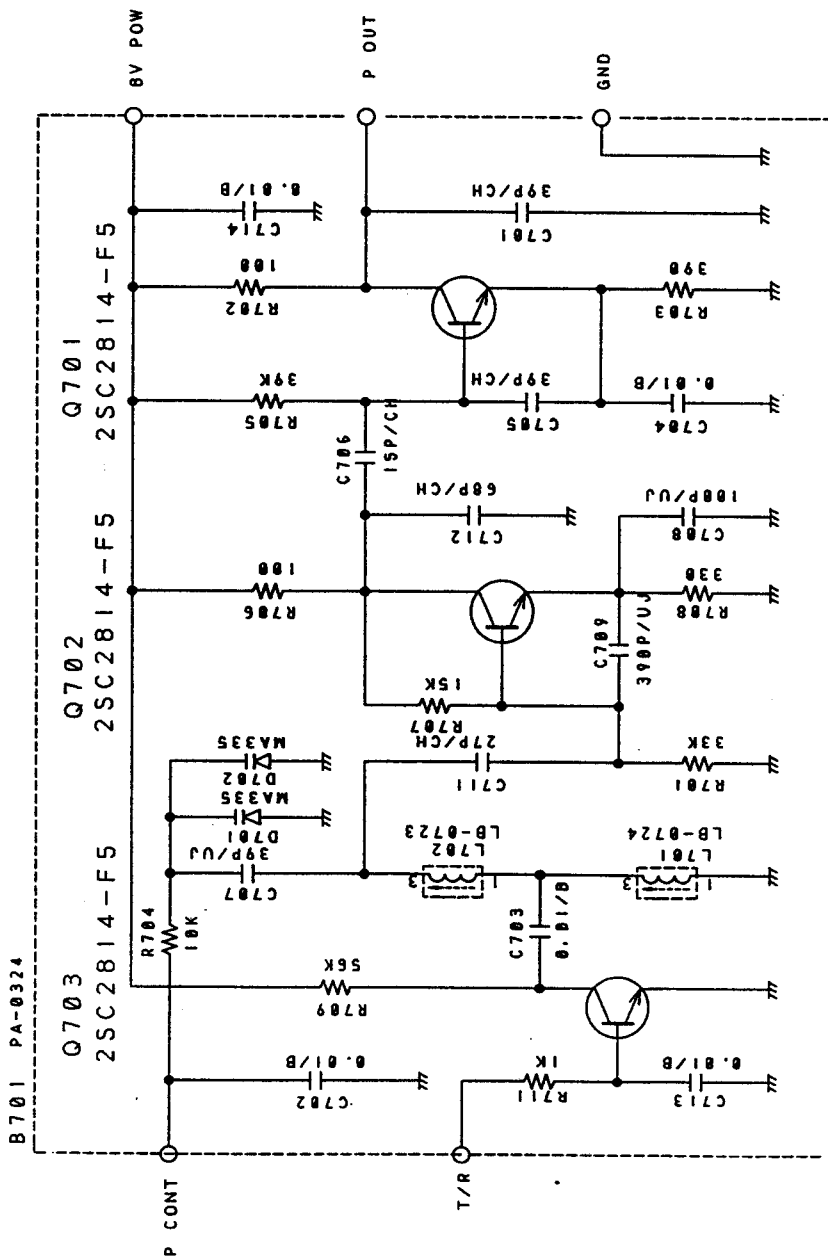 B701 PA-0324
Q703
2SC2814-F5
Q702
2SC2814-F5
Q701
2SC2814-F5
P CONT
T/R
8V POW
P OUT
GND
R704
10K
C702
0.01/B
R709
56K
R711
1K
C713
0.01/B
C707
39P/UJ
D701
MA335
D702
MA335
L702
LB-0723
3
1
C703
0.01/B
L701
LB-0724
3
1
C711
27P/CH
R701
33K
R707
15K
R706
100
C712
68P/CH
C709
390P/UJ
R708
330
C708
100P/UJ
C706
15P/CH
R705
39K
C705
39P/CH
C704
0.01/B
R702
100
R703
390
C714
0.01/B
C701
39P/CH